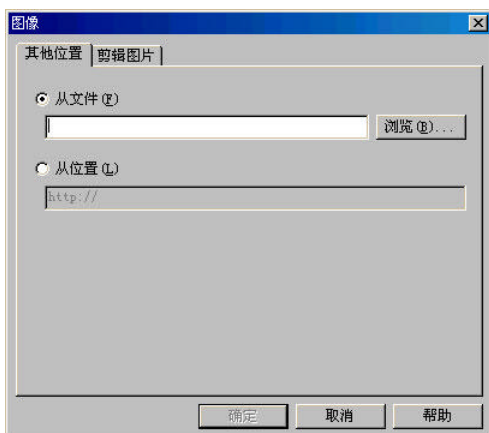 图像
其他位置 剪辑图片
从文件(F)
浏览(B)...
从位置(L)
http://
确定 取消 帮助